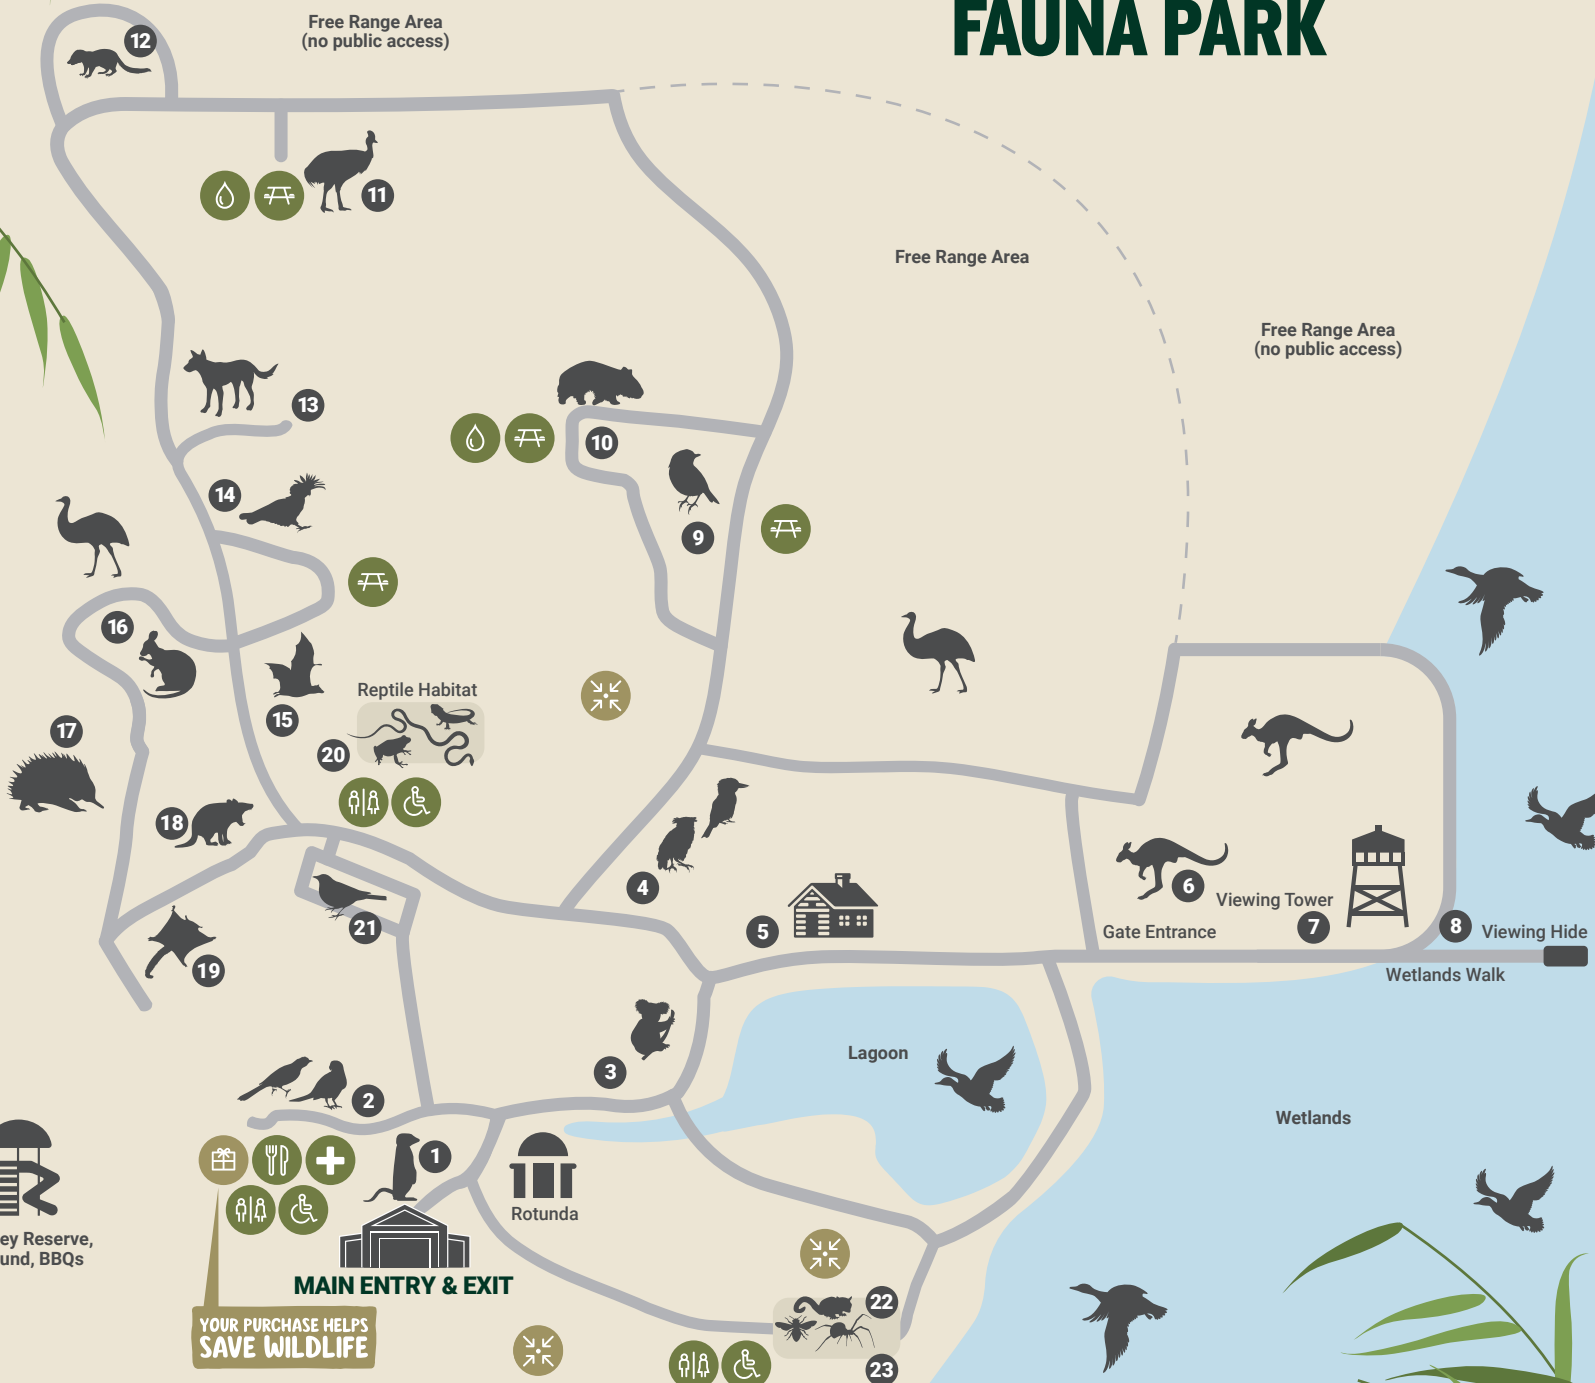 FAUNA PARK
Free Range Area
(no public access)
12
11
Free Range Area
Free Range Area
(no public access)
13
10
14
9
16
15
Reptile Habitat
17
20
18
4
6
Viewing Tower
5
Gate Entrance
7
8
Viewing Hide
21
19
Wetlands Walk
Lagoon
3
2
Wetlands
1
Rotunda
ey Reserve,
und, BBQs
MAIN ENTRY & EXIT
22
YOUR PURCHASE HELPS
SAVE WILDLIFE
23